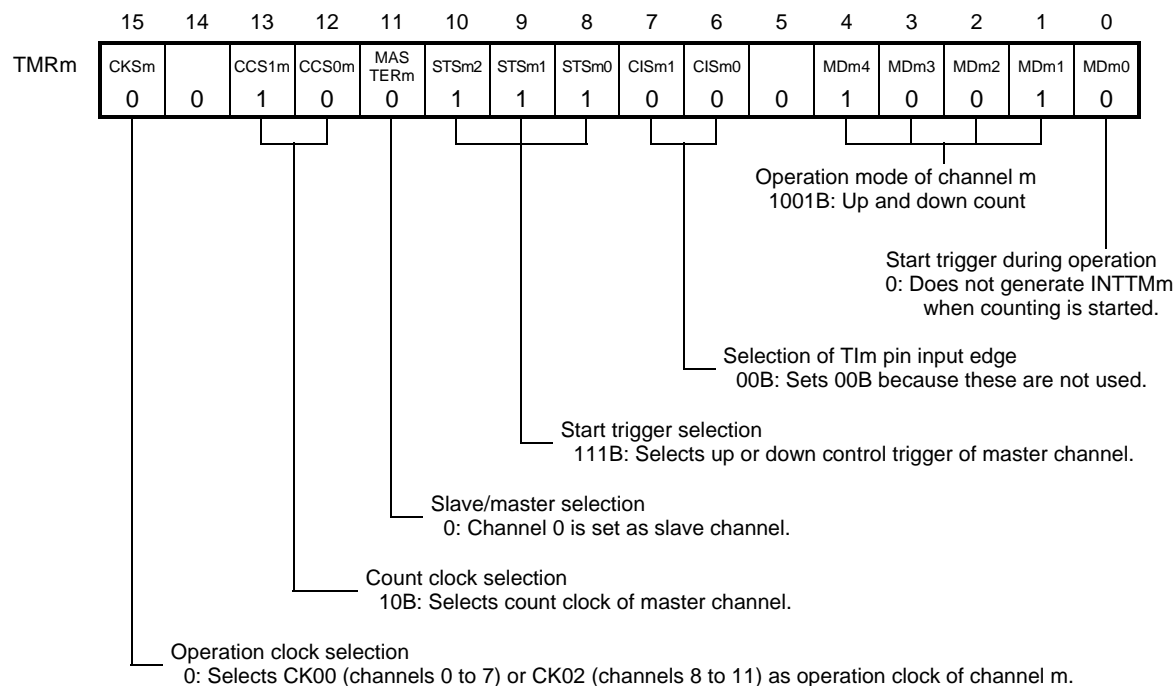 15 14 13 12 11 10 9 8 7 6 5 4 3 2 1 0
TMRm CKSm CCS1m CCS0m MAS TERm STSm2 STSm1 STSm0 CISm1 CISm0 MDm4 MDm3 MDm2 MDm1 MDm0
0 0 1 0 0 1 1 1 0 0 0 1 0 0 1 0
Operation mode of channel m
1001B: Up and down count
Start trigger during operation
0: Does not generate INTTMm
when counting is started.
Selection of TIm pin input edge
00B: Sets 00B because these are not used.
Start trigger selection
111B: Selects up or down control trigger of master channel.
Slave/master selection
0: Channel 0 is set as slave channel.
Count clock selection
10B: Selects count clock of master channel.
Operation clock selection
0: Selects CK00 (channels 0 to 7) or CK02 (channels 8 to 11) as operation clock of channel m.